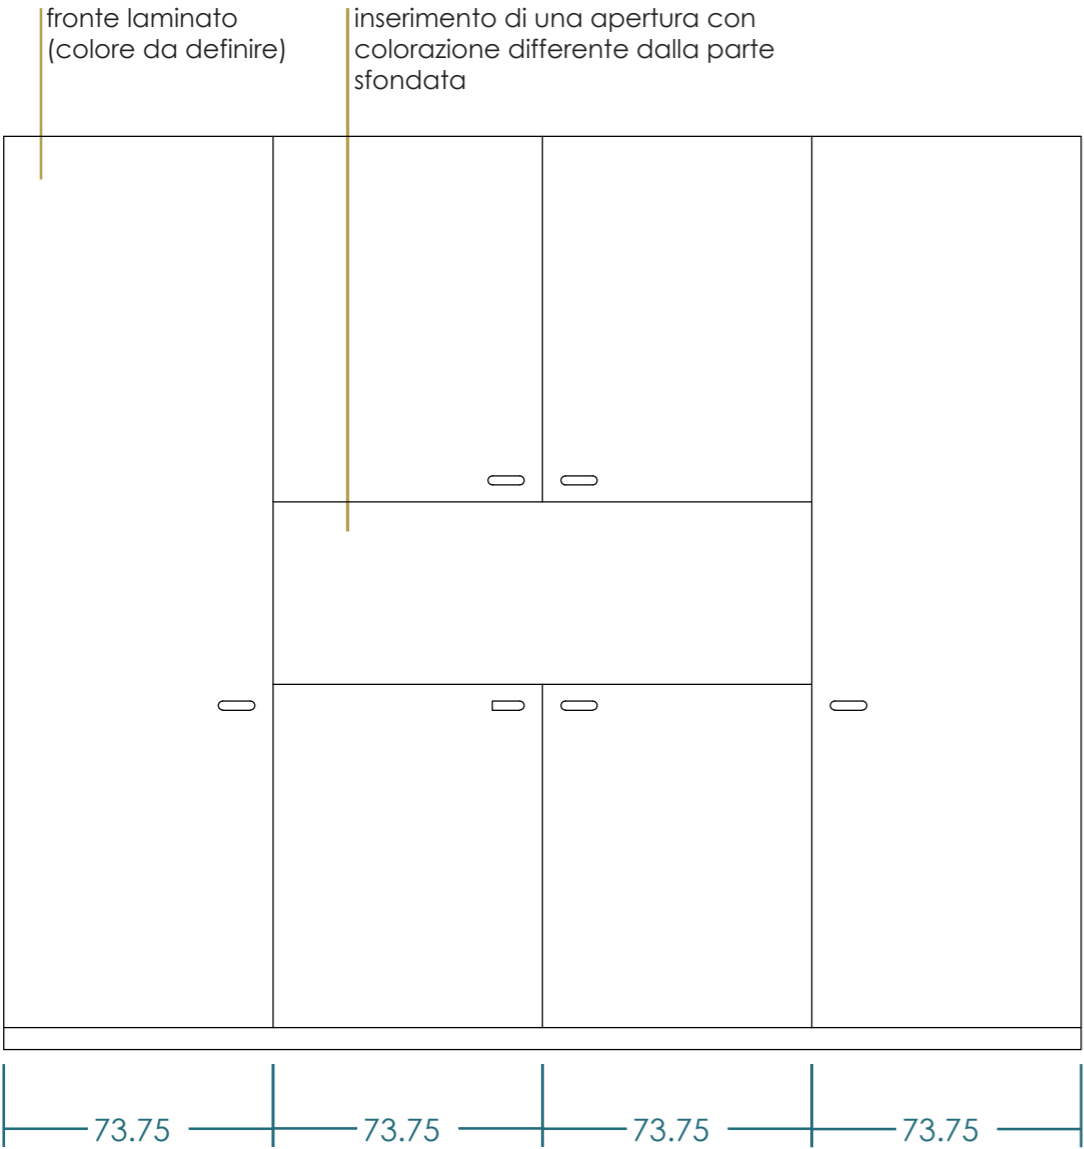 fronte laminato
(colore da definire)
inserimento di una apertura con
colorazione differente dalla parte
sfondata
73.75
73.75
73.75
73.75